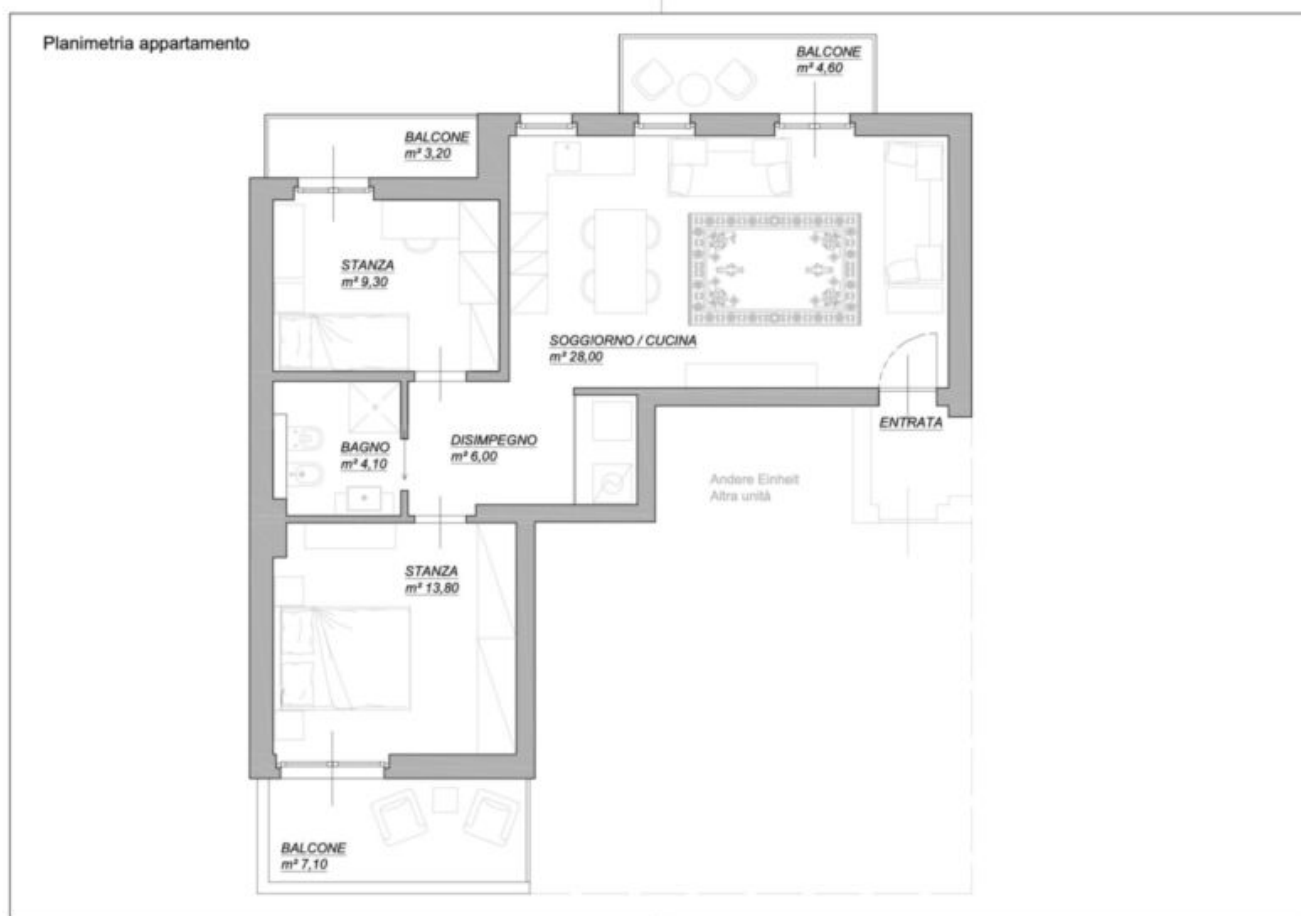 Planimetria appartamento
BALCONE
m² 4,60
BALCONE
m² 3,20
STANZA
m² 9,30
SOGGIORNO / CUCINA
m² 28,00
ENTRATA
BAGNO
m² 4,10
DISIMPEGNO
m² 6,00
Andere Einheit
Altra unità
STANZA
m² 13,80
BALCONE
m² 7,10